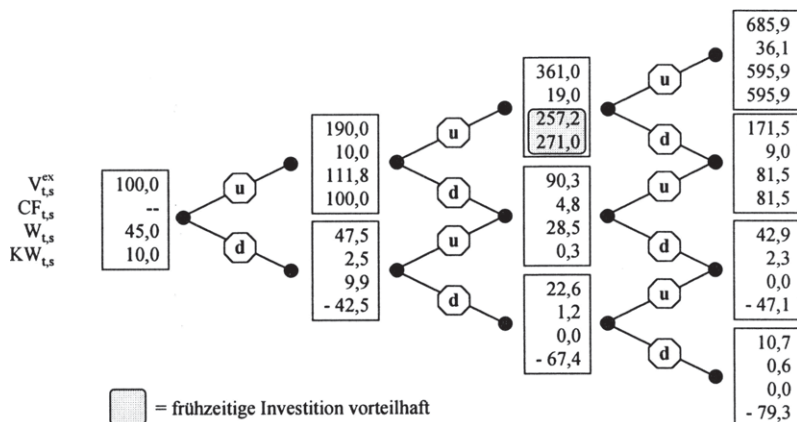 V^ex_t,s
CF_t,s
W_t,s
KW_t,s
100,0
--
45,0
10,0
u
d
190,0
10,0
111,8
100,0
47,5
2,5
9,9
- 42,5
u
d
u
d
361,0
19,0
257,2
271,0
90,3
4,8
28,5
0,3
22,6
1,2
0,0
- 67,4
u
d
u
d
u
d
685,9
36,1
595,9
595,9
171,5
9,0
81,5
81,5
42,9
2,3
0,0
- 47,1
10,7
0,6
0,0
- 79,3
= frühzeitige Investition vorteilhaft